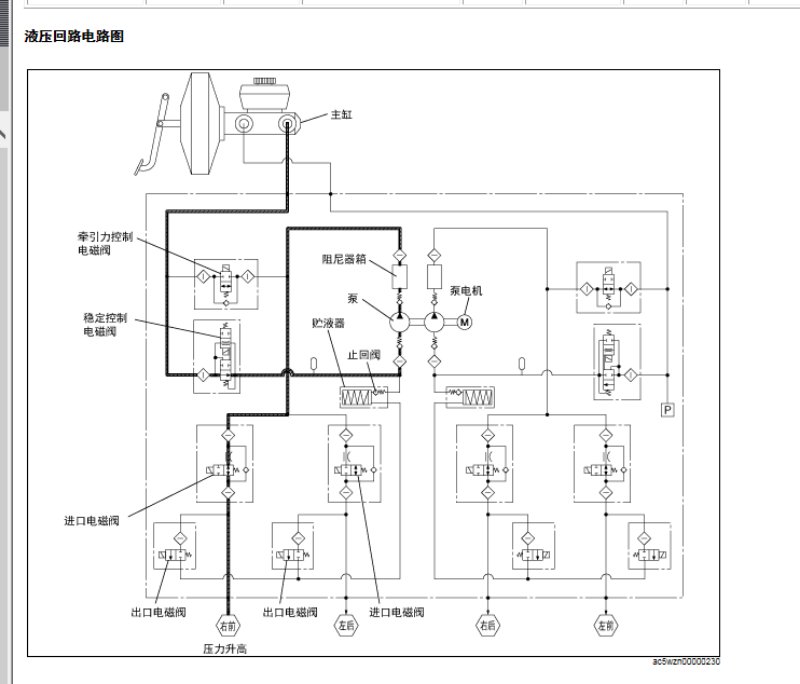 液压回路电路图
主缸
牵引力控制
电磁阀
阻尼器箱
泵
泵电机
M
稳定控制
电磁阀
贮液器
止回阀
P
进口电磁阀
出口电磁阀
出口电磁阀
进口电磁阀
右前
左后
右后
左前
压力升高
ac5wzn00000230